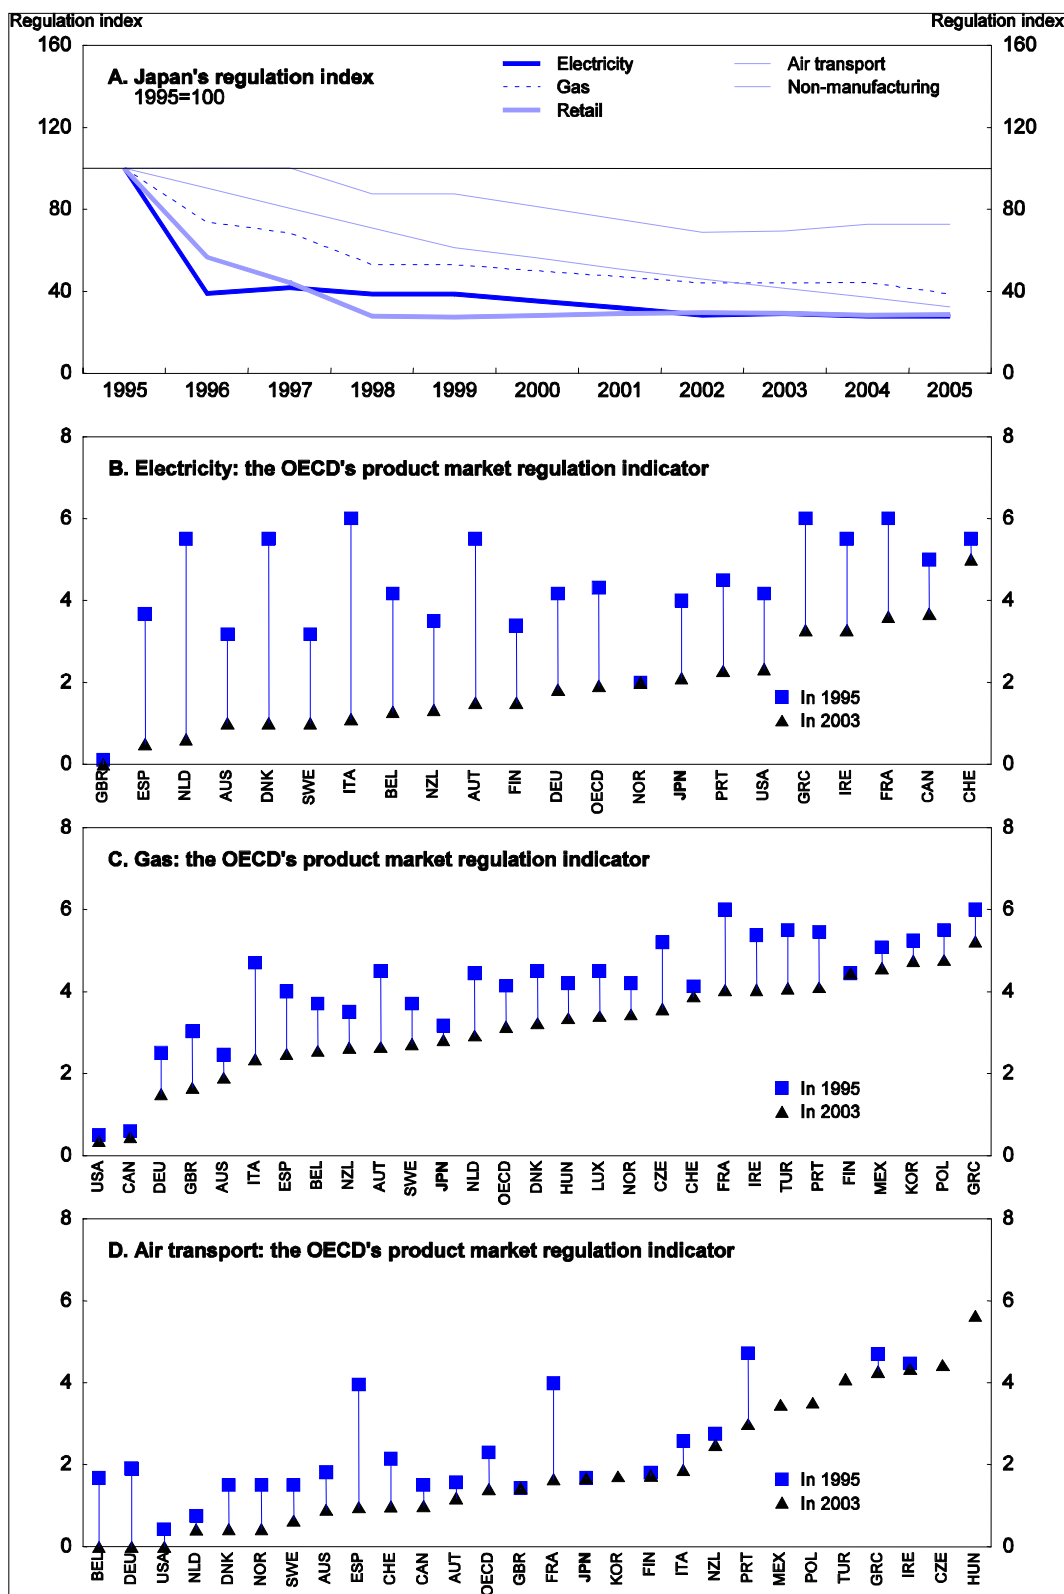 Regulation index Regulation index
160 160
A. Japan's regulation index
1995=100
Electricity Air transport
Gas Non-manufacturing
Retail
120 120
80 80
40 40
0 0
1995 1996 1997 1998 1999 2000 2001 2002 2003 2004 2005
8 8
B. Electricity: the OECD's product market regulation indicator
6 6
4 4
2 2
In 1995
In 2003
0 0
GBR ESP NLD AUS DNK SWE ITA BEL NZL AUT FIN DEU OECD NOR JPN PRT USA GRC IRE FRA CAN CHE
8 8
C. Gas: the OECD's product market regulation indicator
6 6
4 4
2 2
In 1995
In 2003
0 0
USA CAN DEU GBR AUS ITA ESP BEL NZL AUT SWE JPN NLD OECD DNK HUN LUX NOR CZE CHE FRA IRE TUR PRT FIN MEX KOR POL GRC
8 8
D. Air transport: the OECD's product market regulation indicator
6 6
4 4
2 2
In 1995
In 2003
0 0
BEL DEU USA NLD DNK NOR SWE AUS ESP CHE CAN AUT OECD GBR FRA JPN KOR FIN ITA NZL PRT MEX POL TUR GRC IRE CZE HUN